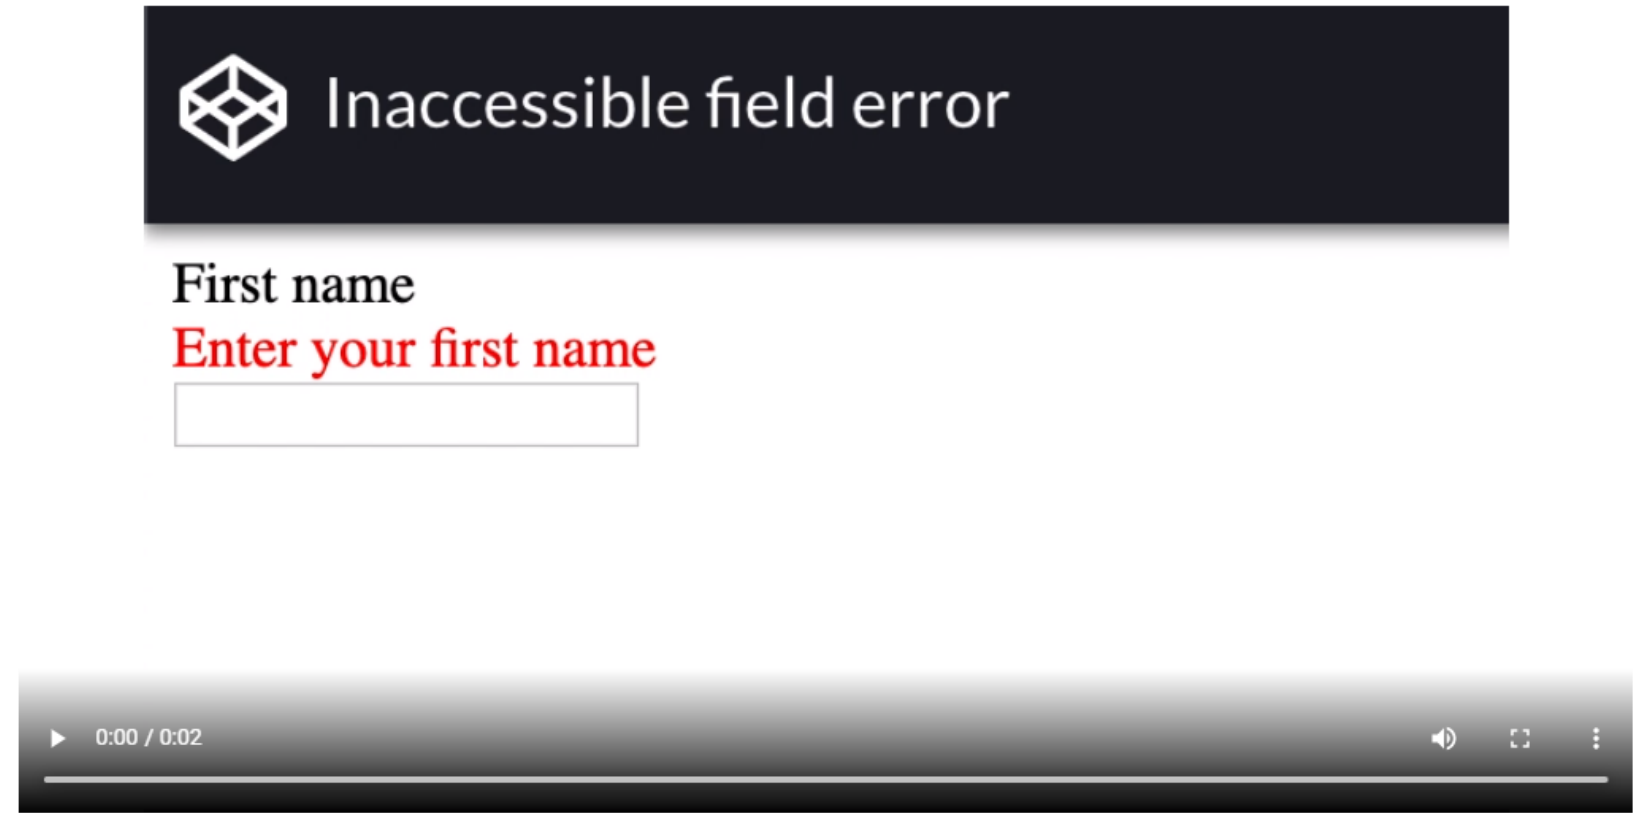 Inaccessible field error
First name
Enter your first name
0:00 / 0:02